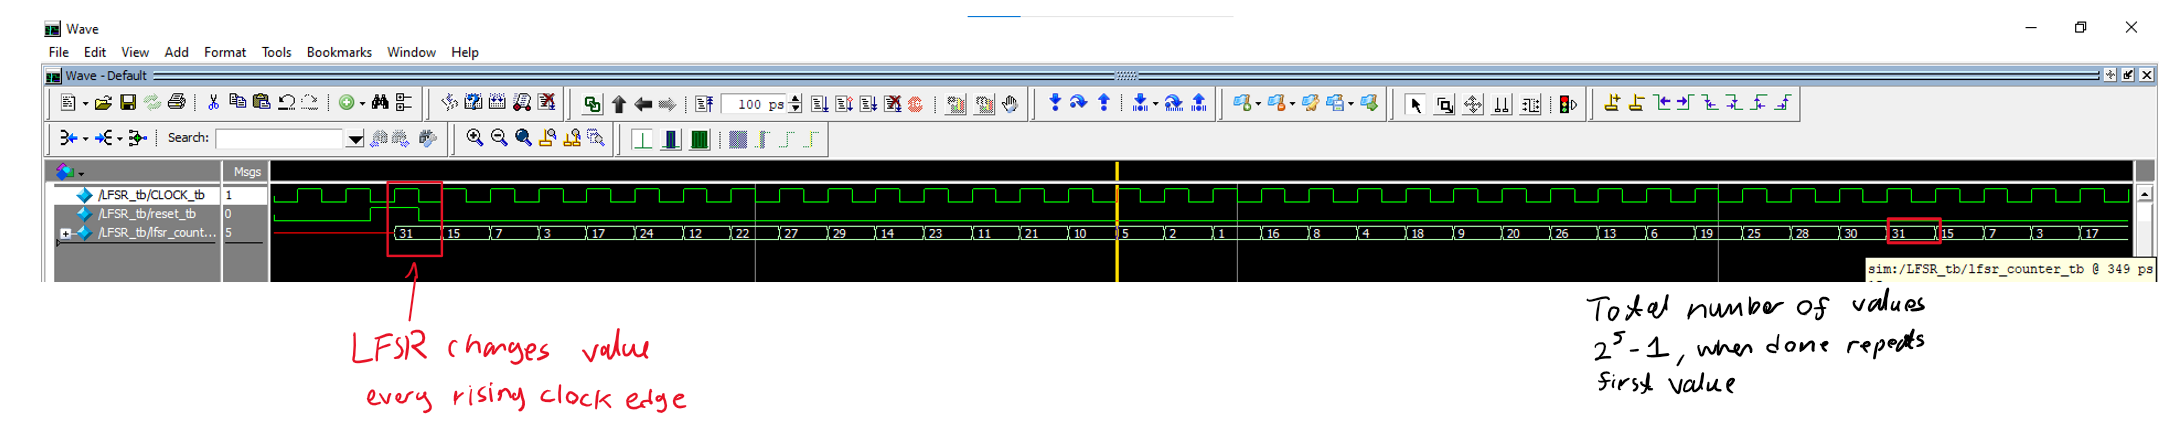 Wave
File Edit View Add Format Tools Bookmarks Window Help
Wave - Default
100 ps
Search:
Msgs
/LFSR_tb/CLOCK_tb 1
/LFSR_tb/reset_tb 0
/LFSR_tb/lfsr_count... 5
31 15 7 3 17 24 12 22 27 29 14 23 11 21 10 5 2 1 16 8 4 18 9 20 26 13 6 19 25 28 30 31 15 7 3 17
sim:/LFSR_tb/lfsr_counter_tb @ 349 ps
LFSR changes value
every rising clock edge
Total number of values
2⁵-1, when done repeats
first value